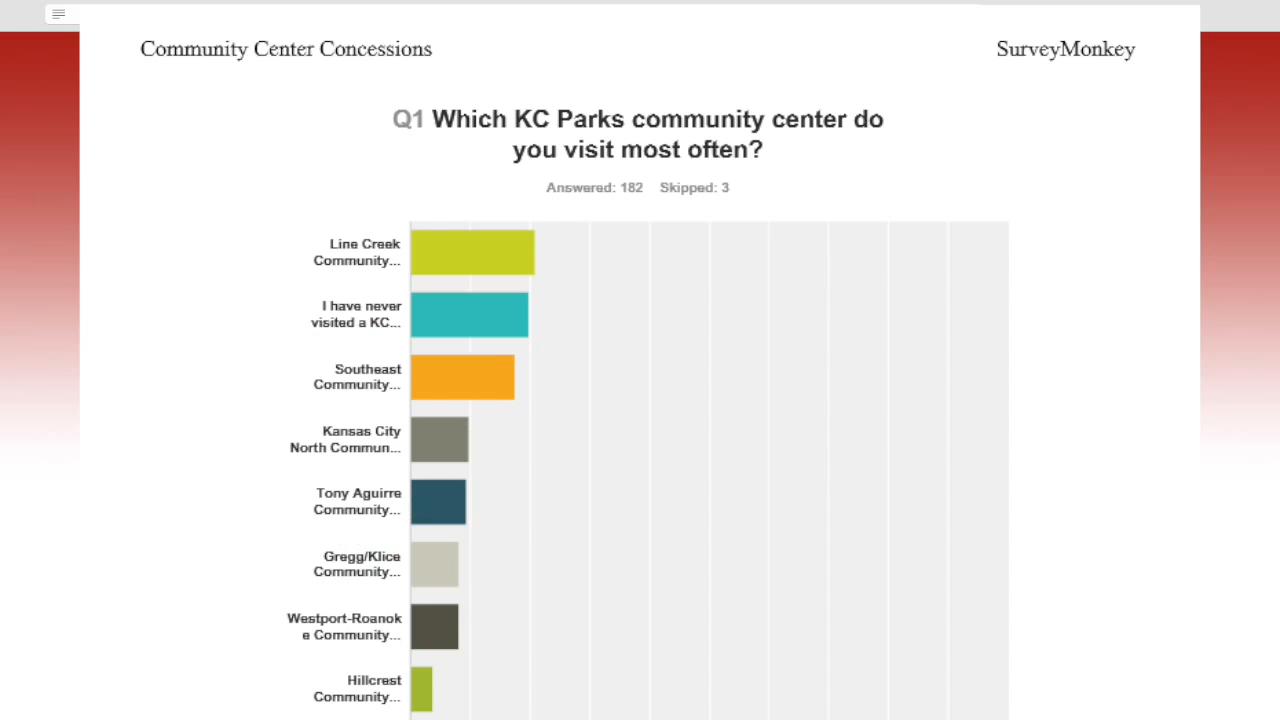 Community Center Concessions
SurveyMonkey
Q1 Which KC Parks community center do
you visit most often?
Answered: 182 Skipped: 3
Line Creek
Community...
I have never
visited a KC...
Southeast
Community...
Kansas City
North Commun...
Tony Aguirre
Community...
Gregg/Klice
Community...
Westport-Roanok
e Community...
Hillcrest
Community...